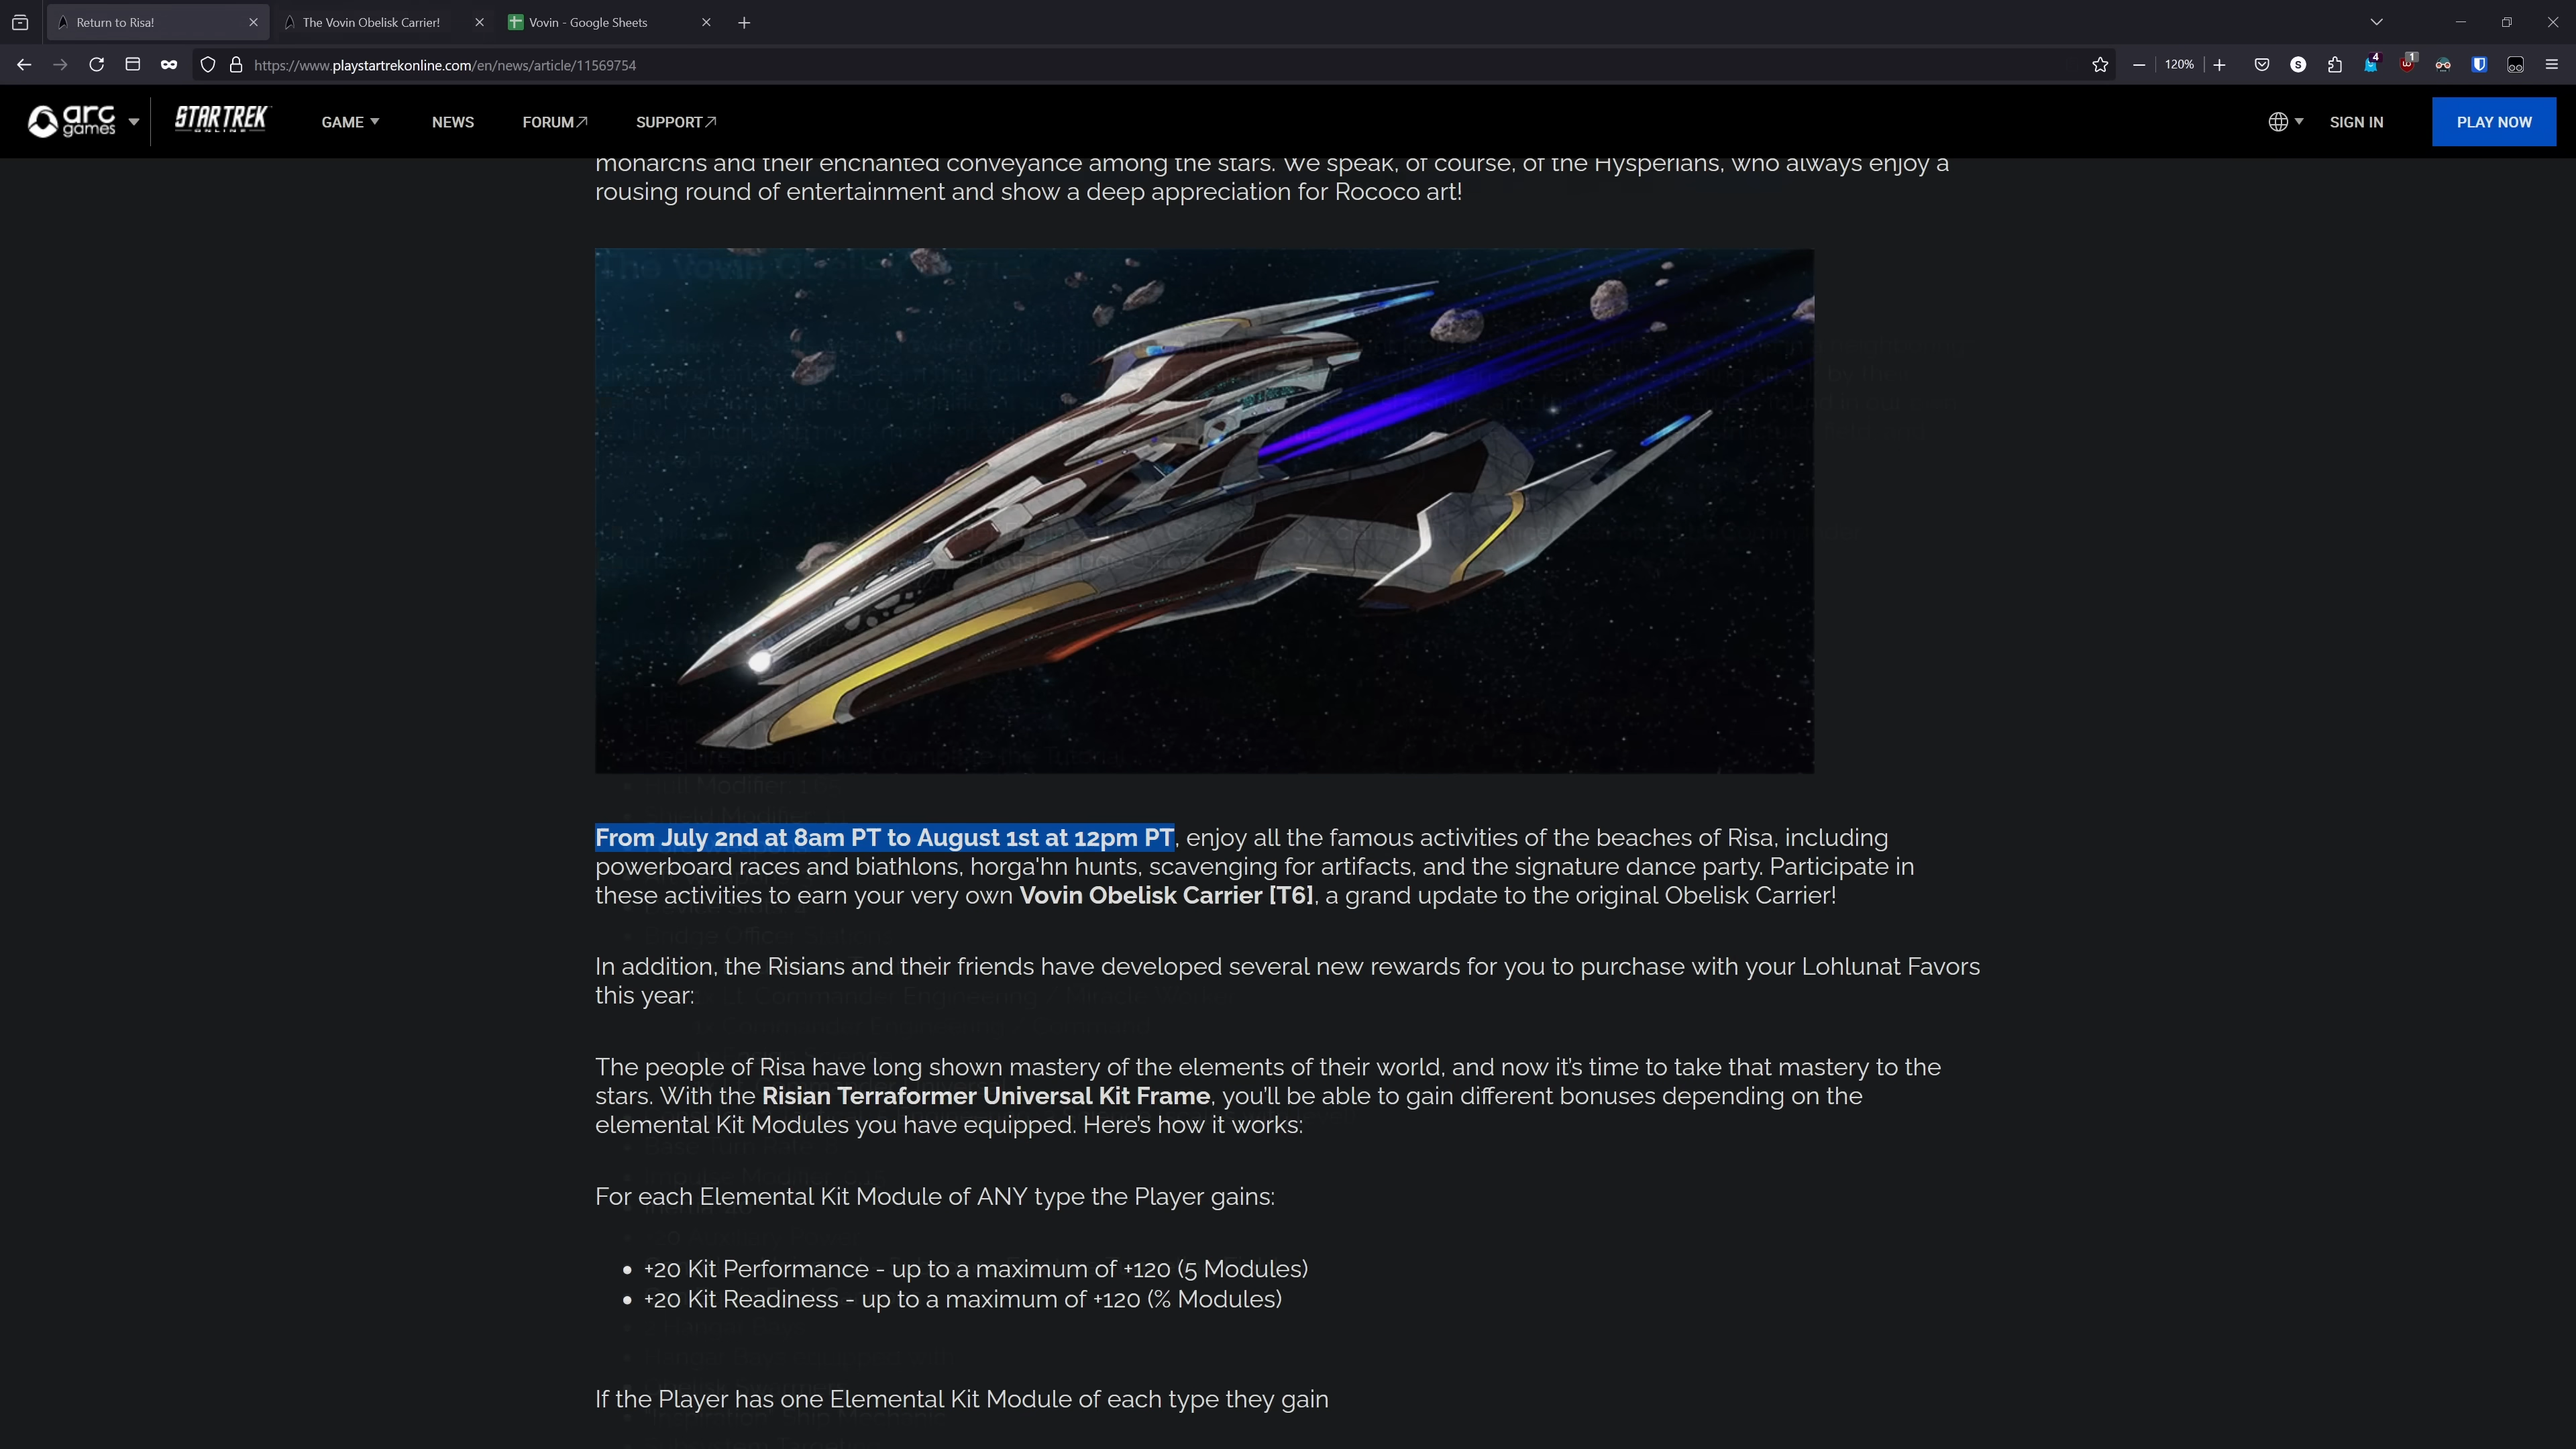 Return to Risa!
The Vovin Obelisk Carrier!
Vovin - Google Sheets
https://www.playstartrekonline.com/en/news/article/11569754
120%
4
1
arc games
STAR TREK ONLINE
GAME
NEWS
FORUM
SUPPORT
SIGN IN
PLAY NOW
monarchs and their enchanted conveyance among the stars. We speak, of course, of the Hysperians, who always enjoy a
rousing round of entertainment and show a deep appreciation for Rococo art!
From July 2nd at 8am PT to August 1st at 12pm PT, enjoy all the famous activities of the beaches of Risa, including
powerboard races and biathlons, horga'hn hunts, scavenging for artifacts, and the signature dance party. Participate in
these activities to earn your very own Vovin Obelisk Carrier [T6], a grand update to the original Obelisk Carrier!
In addition, the Risians and their friends have developed several new rewards for you to purchase with your Lohlunat Favors
this year:
The people of Risa have long shown mastery of the elements of their world, and now it's time to take that mastery to the
stars. With the Risian Terraformer Universal Kit Frame, you'll be able to gain different bonuses depending on the
elemental Kit Modules you have equipped. Here's how it works:
For each Elemental Kit Module of ANY type the Player gains:
+20 Kit Performance - up to a maximum of +120 (5 Modules)
+20 Kit Readiness - up to a maximum of +120 (% Modules)
If the Player has one Elemental Kit Module of each type they gain